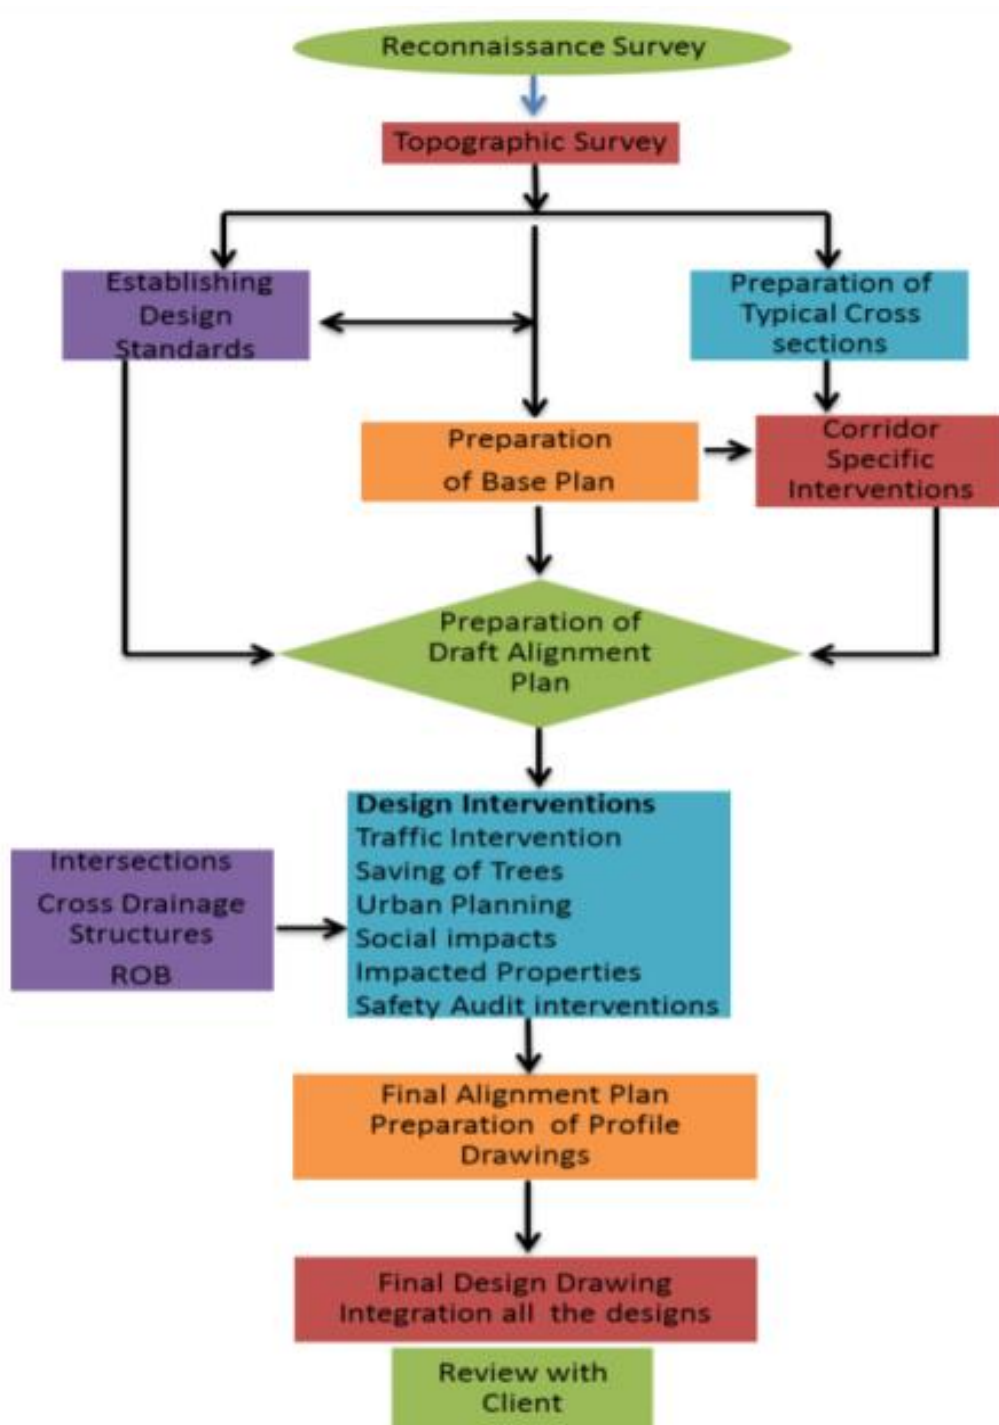 Reconnaissance Survey
Topographic Survey
Establishing
Design
Standards
Preparation of
Typical Cross
sections
Preparation
of Base Plan
Corridor
Specific
Interventions
Preparation of
Draft Alignment
Plan
Design Interventions
Traffic Intervention
Saving of Trees
Urban Planning
Social impacts
Impacted Properties
Safety Audit interventions
Intersections
Cross Drainage
Structures
ROB
Final Alignment Plan
Preparation of Profile
Drawings
Final Design Drawing
Integration all the designs
Review with
Client